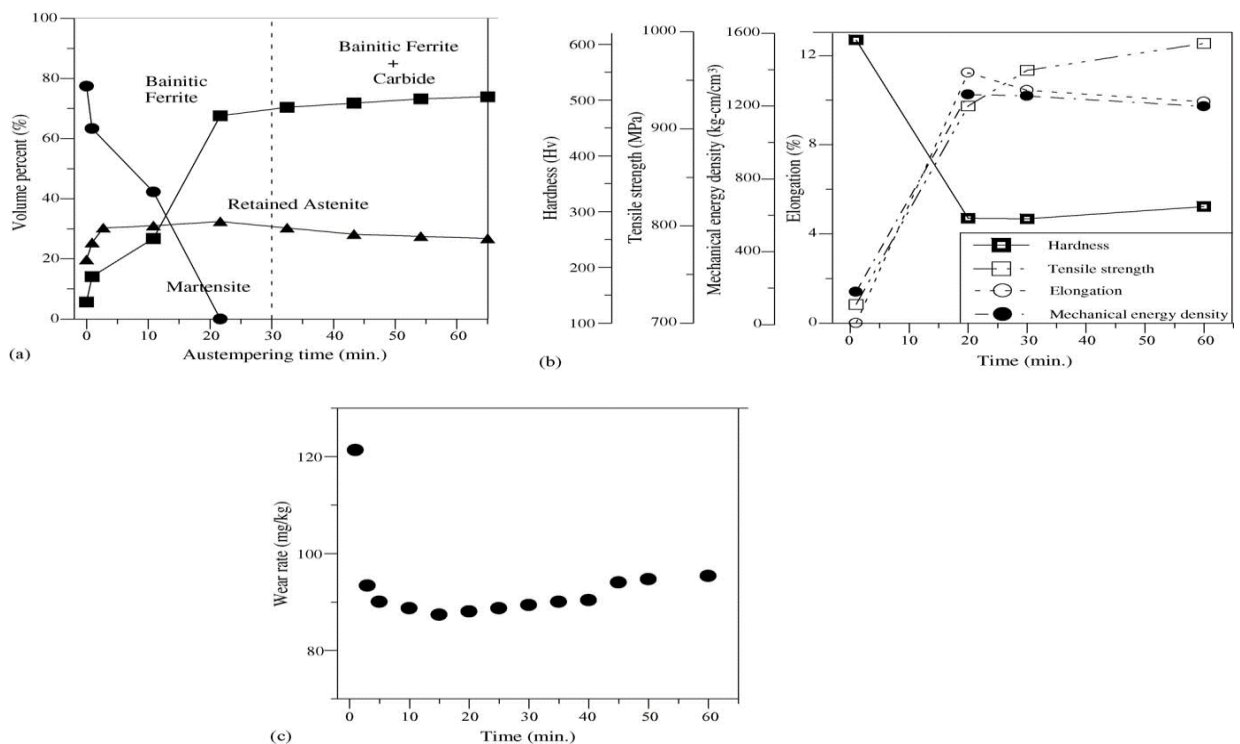 100
80
60
40
20
0
Volume percent (%)
Bainitic
Ferrite
Bainitic Ferrite
+
Carbide
Retained Astenite
Martensite
0 10 20 30 40 50 60
Austempering time (min.)
(a)
600
500
400
300
200
100
Hardness (Hv)
1000
900
800
700
Tensile strength (MPa)
1600
1200
800
400
0
Mechanical energy density (kg-cm/cm³)
12
8
4
0
Elongation (%)
Hardness
Tensile strength
Elongation
Mechanical energy density
0 10 20 30 40 50 60
Time (min.)
(b)
120
100
80
Wear rate (mg/kg)
0 10 20 30 40 50 60
Time (min.)
(c)